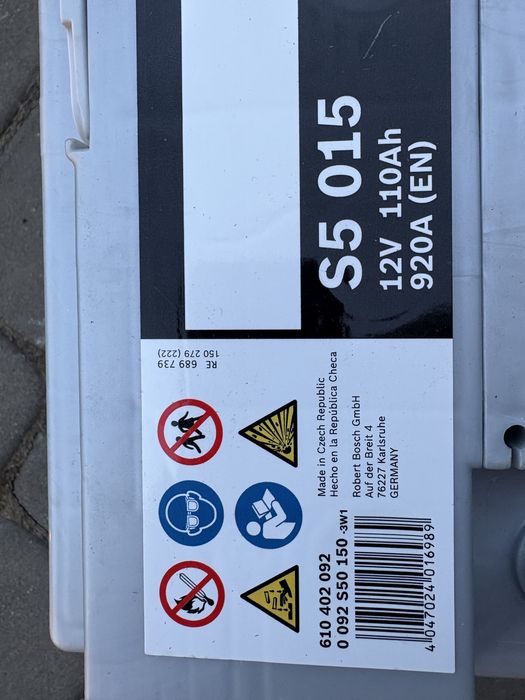 S5 015
12V 110Ah
920A (EN)
RE 689 739
150 279 (222)
Made in Czech Republic
Hecho en la República Checa
Robert Bosch GmbH
Auf der Breit 4
76227 Karlsruhe
GERMANY
610 402 092
0 092 S50 150 -3W1
4 047024 016989